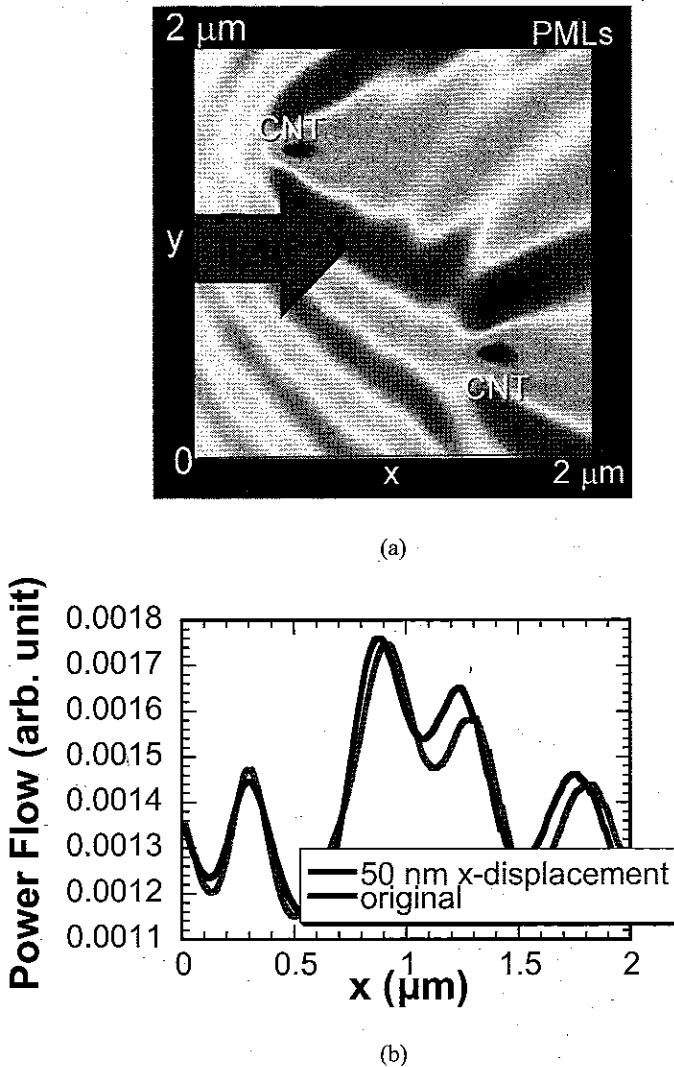 2 μm PMLs
CNT
y
CNT
0 x 2 μm
(a)
Power Flow (arb. unit)
0.0018
0.0017
0.0016
0.0015
0.0014
0.0013
0.0012
0.0011
50 nm x-displacement
original
0 0.5 1 1.5 2
x (μm)
(b)